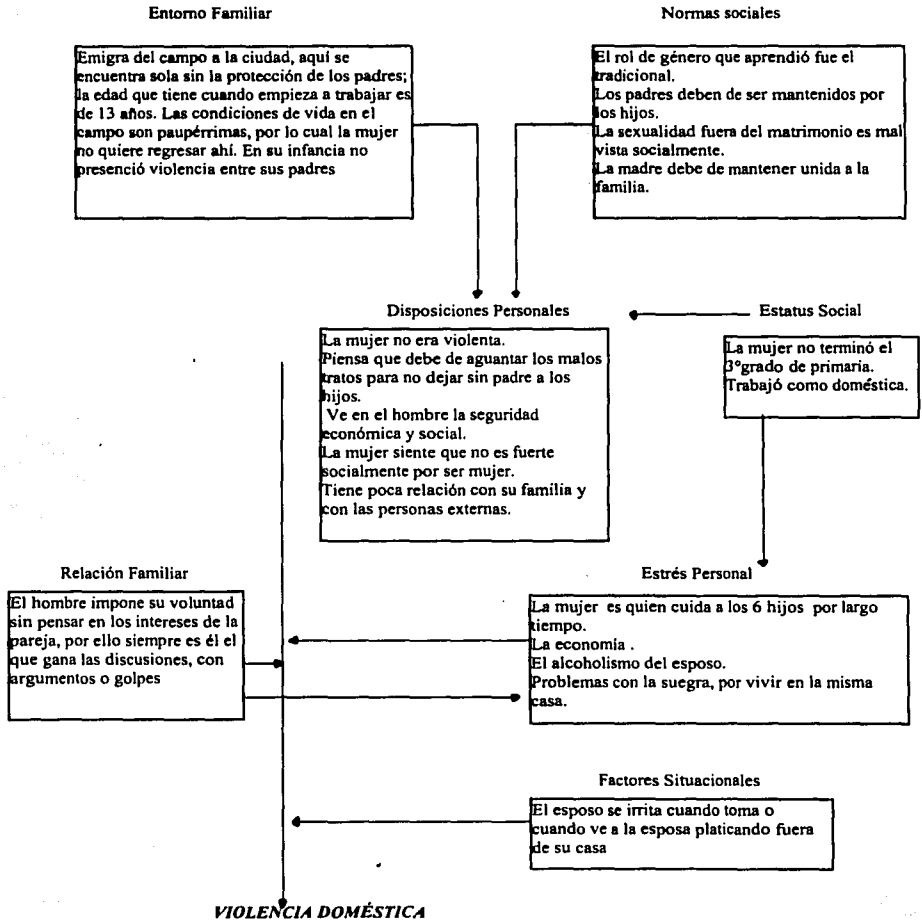 Entorno Familiar
Emigra del campo a la ciudad, aquí se
encuentra sola sin la protección de los padres;
la edad que tiene cuando empieza a trabajar es
de 13 años. Las condiciones de vida en el
campo son paupérrimas, por lo cual la mujer
no quiere regresar ahí. En su infancia no
presenció violencia entre sus padres
Normas sociales
El rol de género que aprendió fue el
tradicional.
Los padres deben de ser mantenidos por
los hijos.
La sexualidad fuera del matrimonio es mal
vista socialmente.
La madre debe de mantener unida a la
familia.
Disposiciones Personales
La mujer no era violenta.
Piensa que debe de aguantar los malos
tratos para no dejar sin padre a los
hijos.
Ve en el hombre la seguridad
económica y social.
La mujer siente que no es fuerte
socialmente por ser mujer.
Tiene poca relación con su familia y
con las personas externas.
Estatus Social
La mujer no terminó el
3°grado de primaria.
Trabajó como doméstica.
Relación Familiar
El hombre impone su voluntad
sin pensar en los intereses de la
pareja, por ello siempre es él el
que gana las discusiones, con
argumentos o golpes
Estrés Personal
La mujer es quien cuida a los 6 hijos por largo
tiempo.
La economía .
El alcoholismo del esposo.
Problemas con la suegra, por vivir en la misma
casa.
Factores Situacionales
El esposo se irrita cuando toma o
cuando ve a la esposa platicando fuera
de su casa
VIOLENCIA DOMÉSTICA